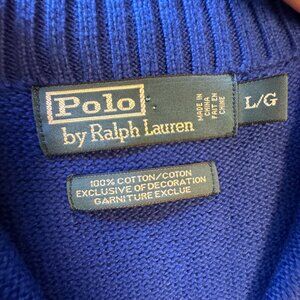 Polo
by Ralph Lauren
MADE IN
CHINA
FAIT EN
CHINE
L/G
100% COTTON/COTON
EXCLUSIVE OF DECORATION
GARNITURE EXCLUE